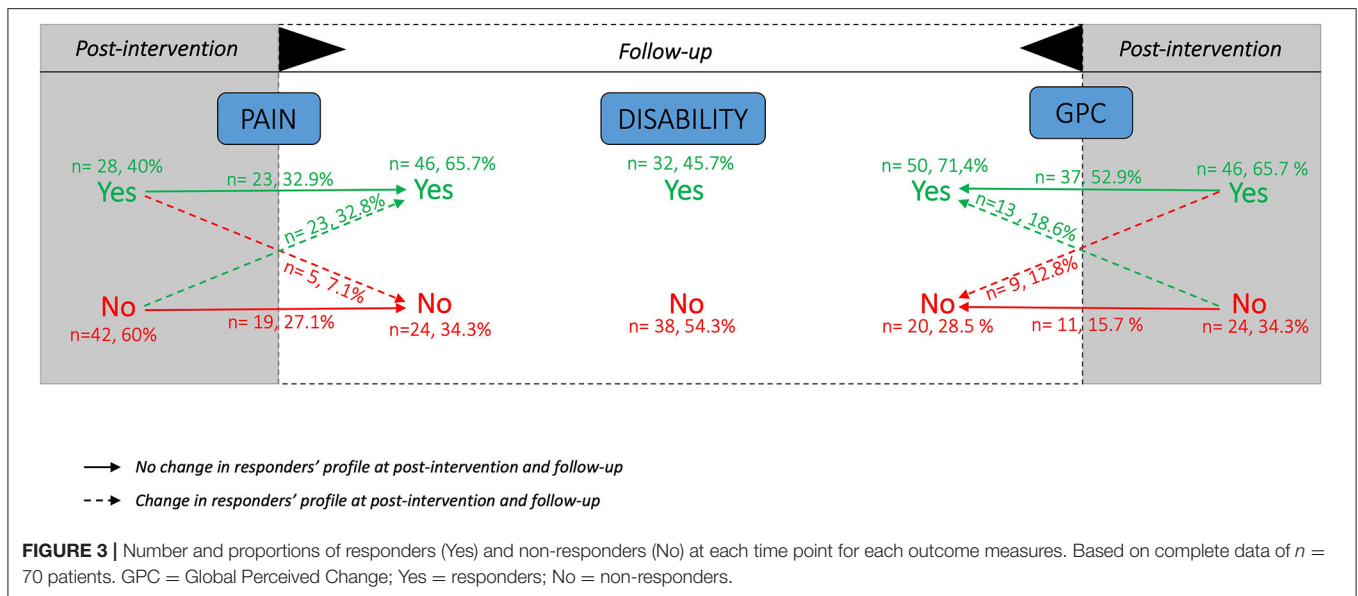 Post-intervention
Follow-up
Post-intervention
PAIN
DISABILITY
GPC
n= 28, 40%
Yes
n= 23, 32.9%
n= 46, 65.7%
Yes
n= 23, 32.8%
n= 5, 7.1%
No
n=42, 60%
n= 19, 27.1%
No
n=24, 34.3%
n= 32, 45.7%
Yes
No
n= 38, 54.3%
n= 50, 71,4%
Yes
n= 37, 52.9%
n= 46, 65.7 %
Yes
n=13 , 18.6%
n= 9, 12.8%
No
n= 20, 28.5 %
n= 11, 15.7 %
No
n= 24, 34.3%
No change in responders’ profile at post-intervention and follow-up
Change in responders’ profile at post-intervention and follow-up
FIGURE 3 | Number and proportions of responders (Yes) and non-responders (No) at each time point for each outcome measures. Based on complete data of n =
70 patients. GPC = Global Perceived Change; Yes = responders; No = non-responders.